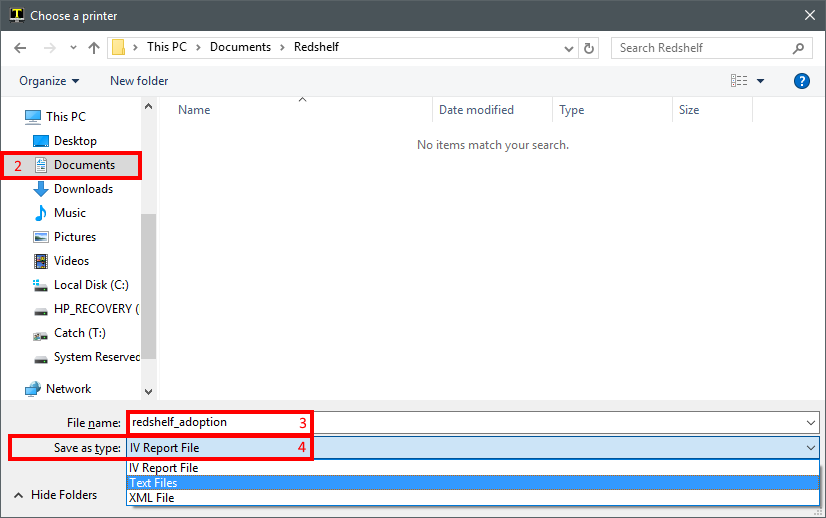 T Choose a printer
This PC > Documents > Redshelf
Search Redshelf
Organize
New folder
?
Name
Date modified
Type
Size
No items match your search.
This PC
Desktop
2 Documents
Downloads
Music
Pictures
Videos
Local Disk (C:)
HP_RECOVERY (
Catch (T:)
System Reserved
Network
File name: redshelf_adoption 3
Save as type: IV Report File 4
IV Report File
Text Files
XML File
Hide Folders